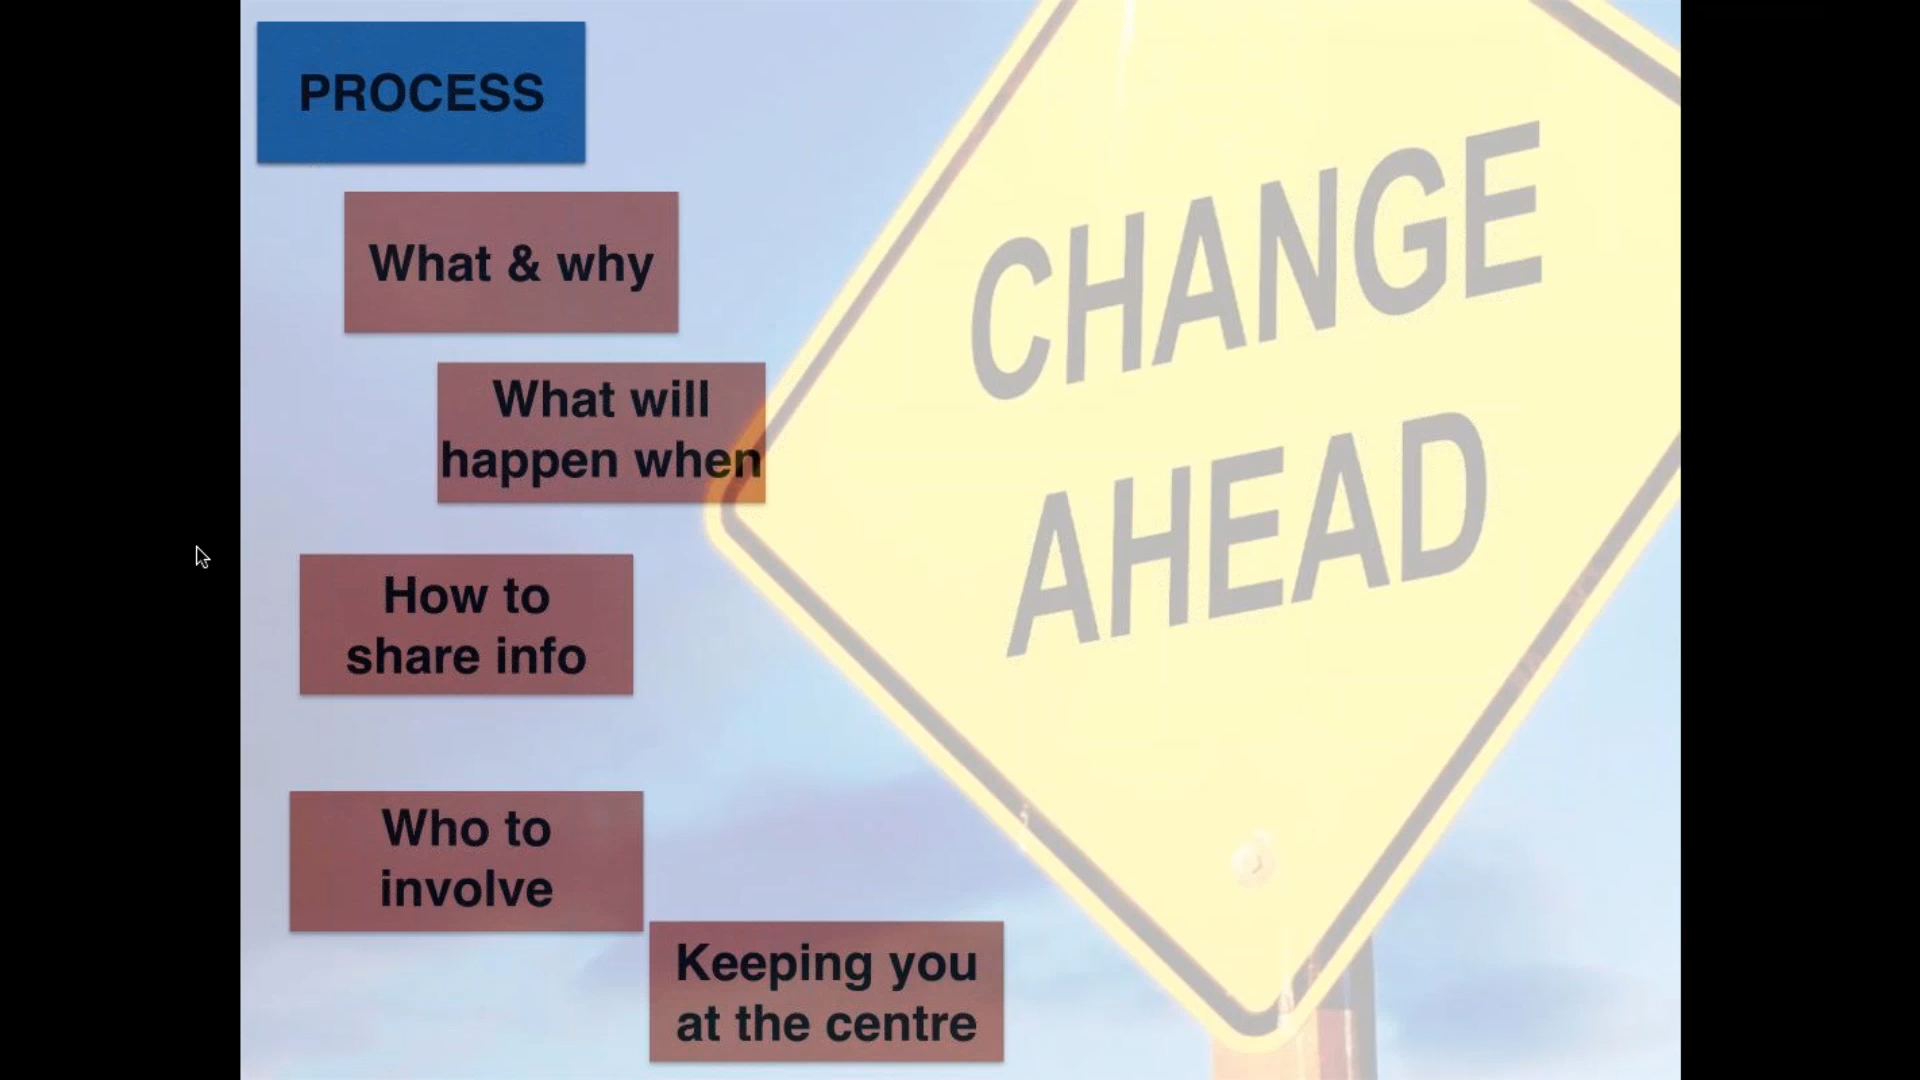 PROCESS
What & why
What will
happen when
How to
share info
Who to
involve
Keeping you
at the centre
CHANGE
AHEAD